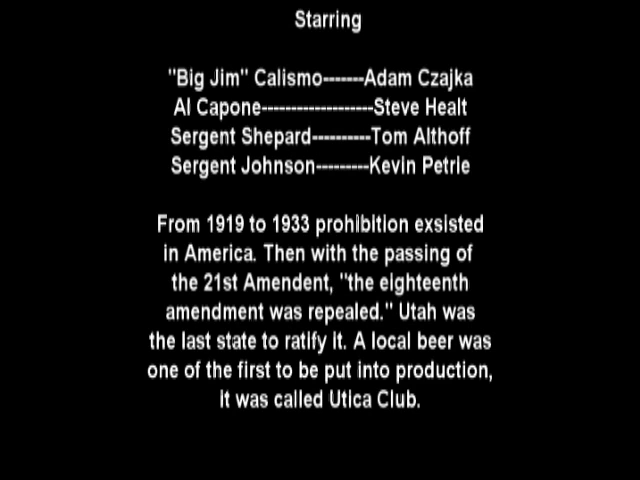 Starring
"Big Jim" Calismo-------Adam Czajka
Al Capone-------------------Steve Healt
Sergent Shepard----------Tom Althoff
Sergent Johnson---------Kevin Petrie
From 1919 to 1933 prohibition exsisted
in America. Then with the passing of
the 21st Amendent, "the eighteenth
amendment was repealed." Utah was
the last state to ratify it. A local beer was
one of the first to be put into production,
it was called Utica Club.